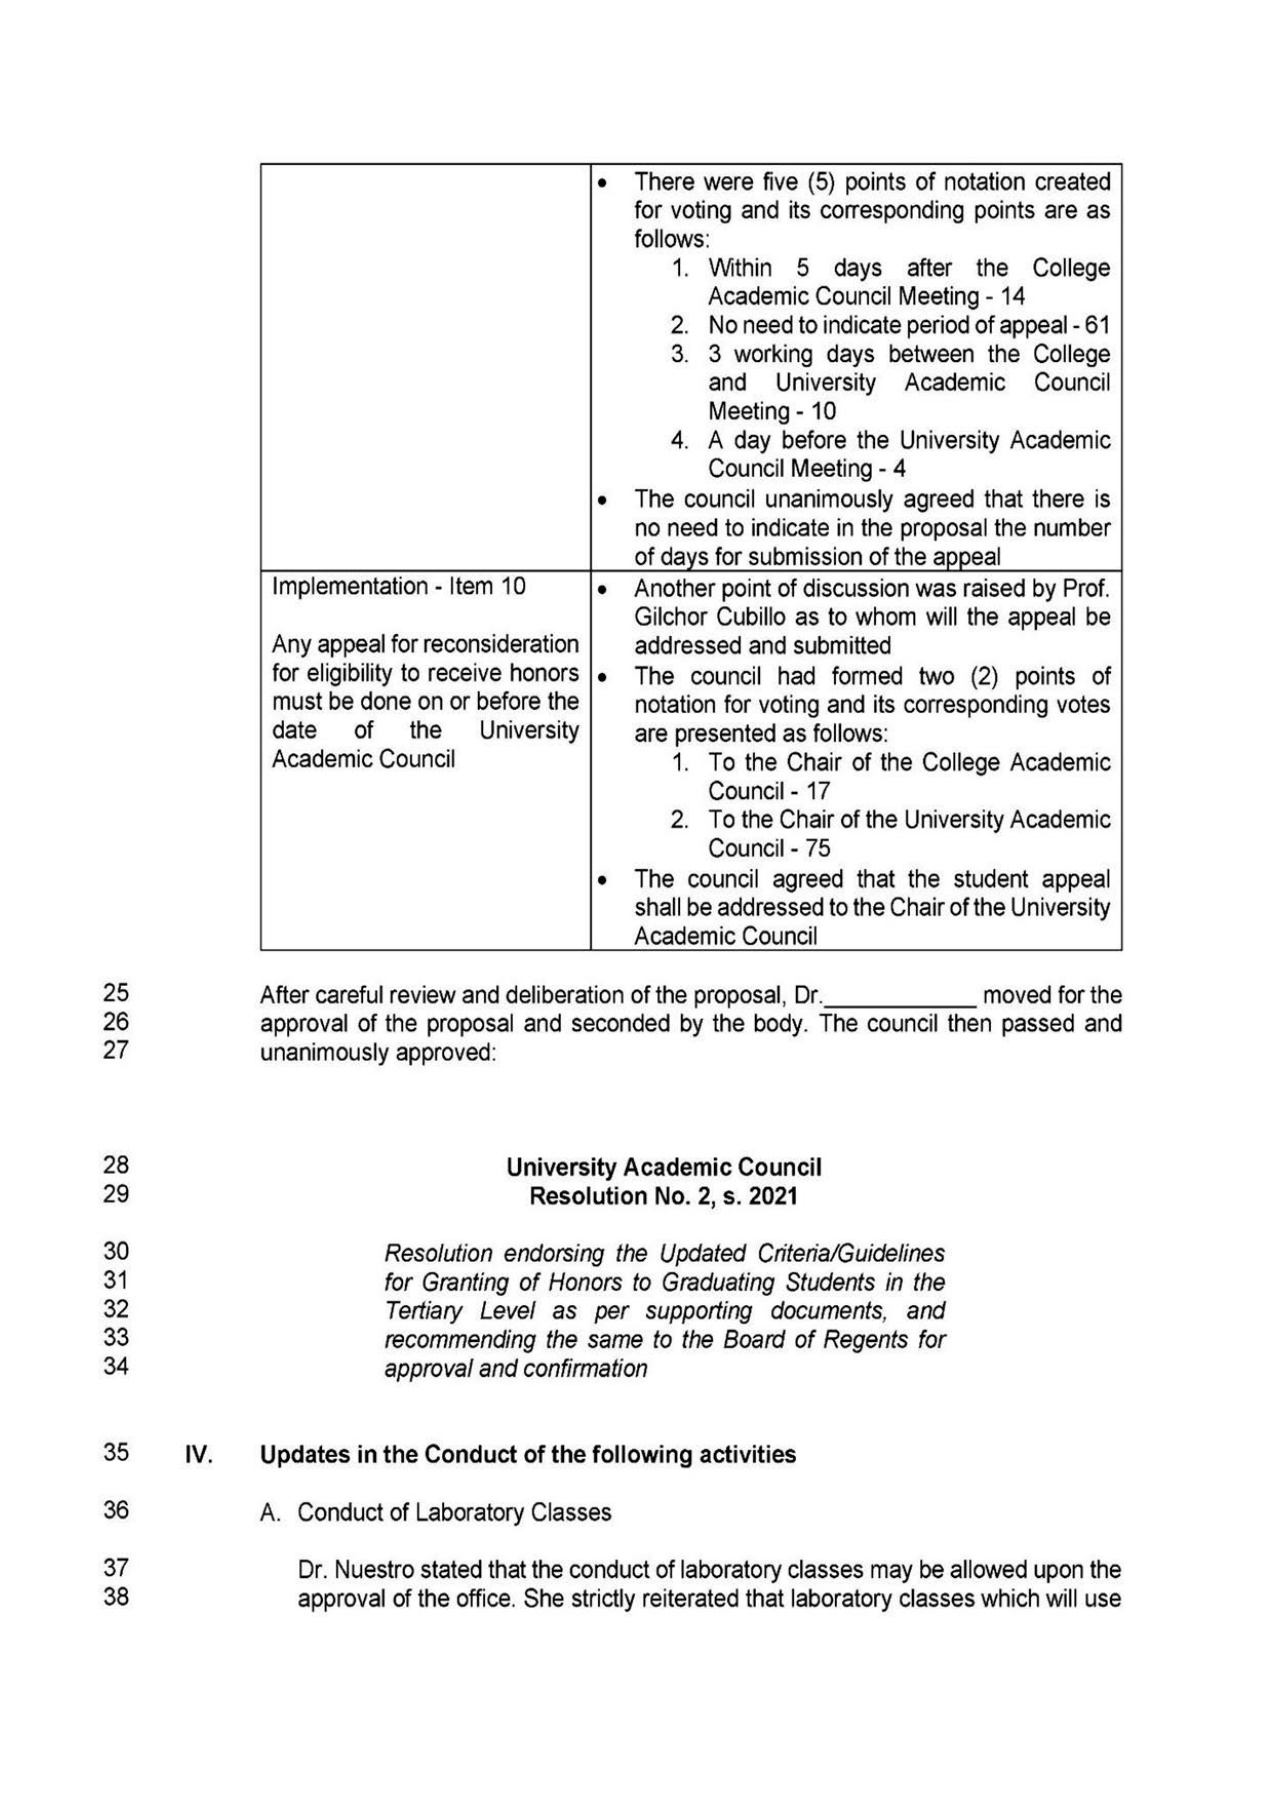 • There were five (5) points of notation created
for voting and its corresponding points are as
follows:
1. Within 5 days after the College
Academic Council Meeting - 14
2. No need to indicate period of appeal - 61
3. 3 working days between the College
and University Academic Council
Meeting - 10
4. A day before the University Academic
Council Meeting - 4
• The council unanimously agreed that there is
no need to indicate in the proposal the number
of days for submission of the appeal
Implementation - Item 10
Any appeal for reconsideration
for eligibility to receive honors
must be done on or before the
date of the University
Academic Council
• Another point of discussion was raised by Prof.
Gilchor Cubillo as to whom will the appeal be
addressed and submitted
• The council had formed two (2) points of
notation for voting and its corresponding votes
are presented as follows:
1. To the Chair of the College Academic
Council - 17
2. To the Chair of the University Academic
Council - 75
• The council agreed that the student appeal
shall be addressed to the Chair of the University
Academic Council
25 After careful review and deliberation of the proposal, Dr.____________ moved for the
26 approval of the proposal and seconded by the body. The council then passed and
27 unanimously approved:
28 University Academic Council
29 Resolution No. 2, s. 2021
30 Resolution endorsing the Updated Criteria/Guidelines
31 for Granting of Honors to Graduating Students in the
32 Tertiary Level as per supporting documents, and
33 recommending the same to the Board of Regents for
34 approval and confirmation
35 IV. Updates in the Conduct of the following activities
36 A. Conduct of Laboratory Classes
37 Dr. Nuestro stated that the conduct of laboratory classes may be allowed upon the
38 approval of the office. She strictly reiterated that laboratory classes which will use